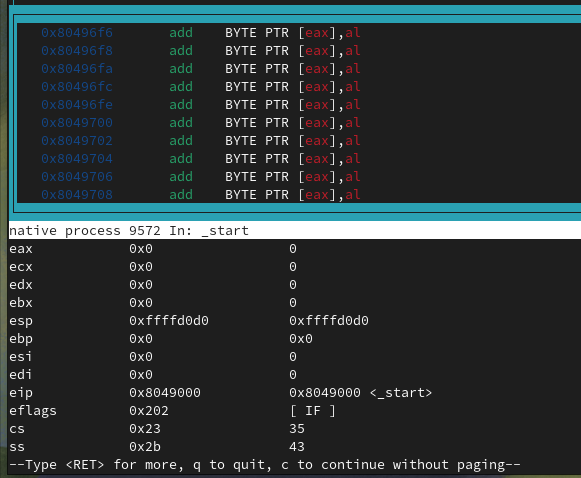 0x80496f6 add BYTE PTR [eax],al
0x80496f8 add BYTE PTR [eax],al
0x80496fa add BYTE PTR [eax],al
0x80496fc add BYTE PTR [eax],al
0x80496fe add BYTE PTR [eax],al
0x8049700 add BYTE PTR [eax],al
0x8049702 add BYTE PTR [eax],al
0x8049704 add BYTE PTR [eax],al
0x8049706 add BYTE PTR [eax],al
0x8049708 add BYTE PTR [eax],al
native process 9572 In: _start
eax 0x0 0
ecx 0x0 0
edx 0x0 0
ebx 0x0 0
esp 0xffffd0d0 0xffffd0d0
ebp 0x0 0x0
esi 0x0 0
edi 0x0 0
eip 0x8049000 0x8049000 <_start>
eflags 0x202 [ IF ]
cs 0x23 35
ss 0x2b 43
--Type <RET> for more, q to quit, c to continue without paging--